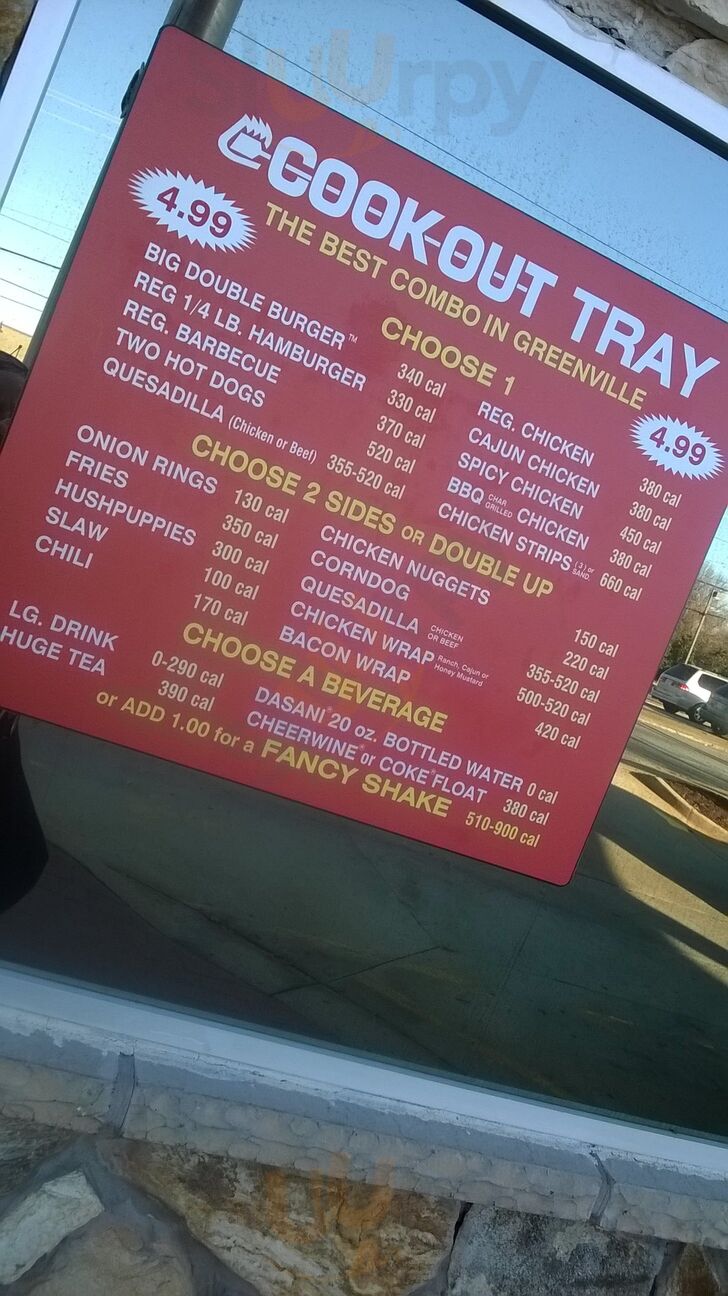 slurpy
COOK-OUT TRAY
4.99
THE BEST COMBO IN GREENVILLE
4.99
CHOOSE 1
BIG DOUBLE BURGER™ 340 cal
REG 1/4 LB. HAMBURGER 330 cal
REG. BARBECUE 370 cal
TWO HOT DOGS 520 cal
QUESADILLA (Chicken or Beef) 355-520 cal
REG. CHICKEN 380 cal
CAJUN CHICKEN 380 cal
SPICY CHICKEN 450 cal
BBQ CHAR GRILLED CHICKEN 380 cal
CHICKEN STRIPS (3) or SAND. 660 cal
CHOOSE 2 SIDES OR DOUBLE UP
ONION RINGS 130 cal
FRIES 350 cal
HUSHPUPPIES 300 cal
SLAW 100 cal
CHILI 170 cal
CHICKEN NUGGETS 150 cal
CORNDOG 220 cal
QUESADILLA CHICKEN OR BEEF 355-520 cal
CHICKEN WRAP Ranch, Cajun or Honey Mustard 500-520 cal
BACON WRAP 420 cal
CHOOSE A BEVERAGE
LG. DRINK 0-290 cal
HUGE TEA 390 cal
DASANI® 20 oz. BOTTLED WATER 0 cal
CHEERWINE® or COKE® FLOAT 380 cal
or ADD 1.00 for a FANCY SHAKE 510-900 cal